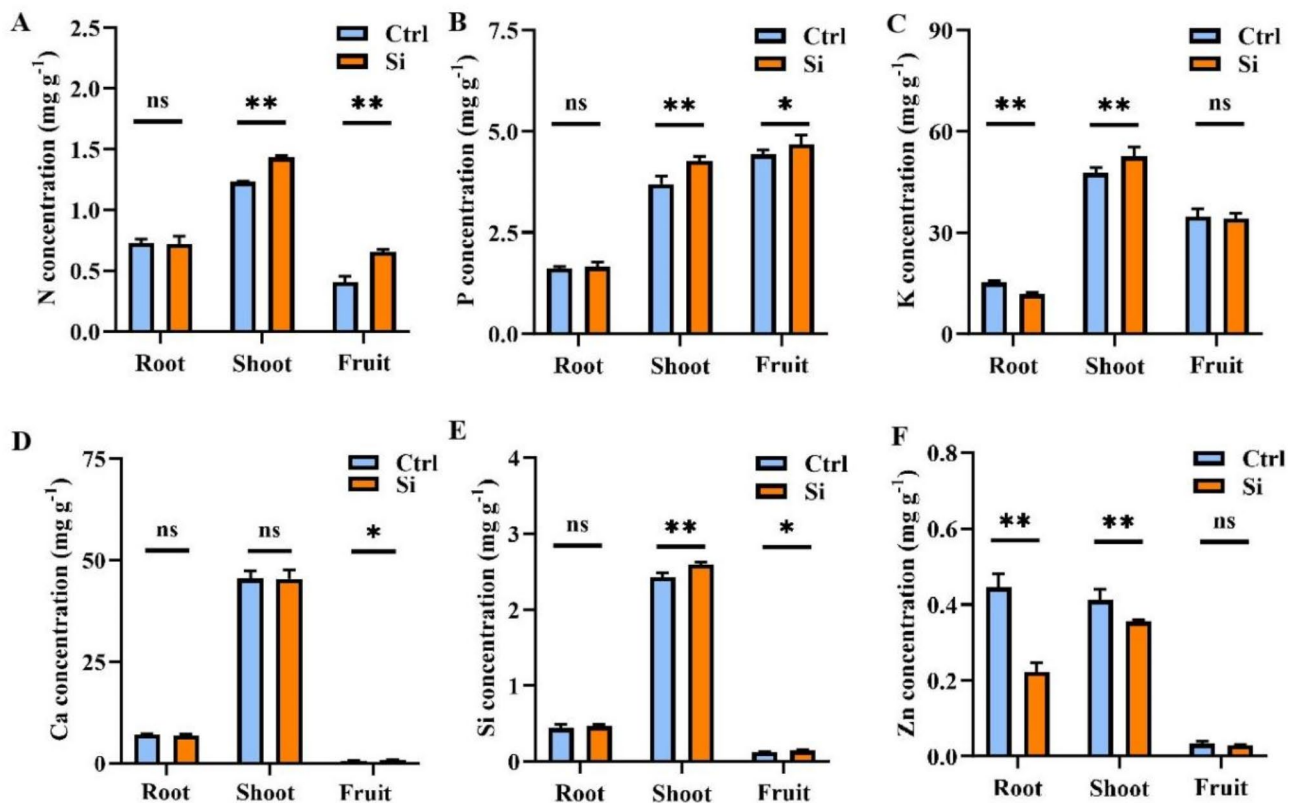 A
N concentration (mg g-1)
2.5
2.0
1.5
1.0
0.5
0.0
Ctrl
Si
ns
**
**
Root Shoot Fruit
B
P concentration (mg g-1)
7.5
5.0
2.5
0.0
Ctrl
Si
ns
**
*
Root Shoot Fruit
C
K concentration (mg g-1)
90
60
30
0
Ctrl
Si
**
**
ns
Root Shoot Fruit
D
Ca concentration (mg g-1)
75
50
25
0
Ctrl
Si
ns
ns
*
Root Shoot Fruit
E
Si concentration (mg g-1)
4
3
2
1
0
Ctrl
Si
ns
**
*
Root Shoot Fruit
F
Zn concentration (mg g-1)
0.8
0.6
0.4
0.2
0.0
Ctrl
Si
**
**
ns
Root Shoot Fruit